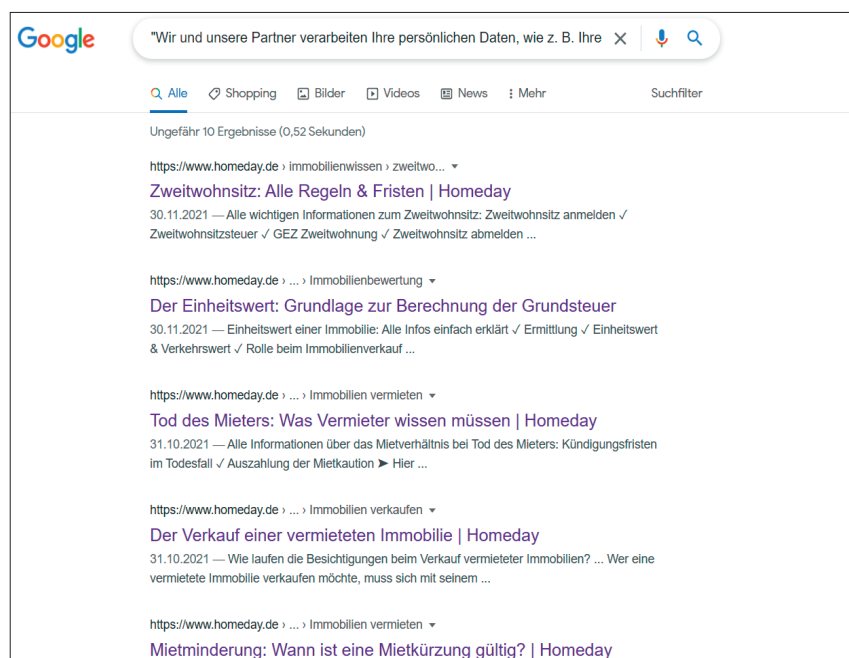 Google
"Wir und unsere Partner verarbeiten Ihre persönlichen Daten, wie z. B. Ihre
Alle Shopping Bilder Videos News Mehr Suchfilter
Ungefähr 10 Ergebnisse (0,52 Sekunden)
https://www.homeday.de › immobilienwissen › zweitwo...
Zweitwohnsitz: Alle Regeln & Fristen | Homeday
30.11.2021 — Alle wichtigen Informationen zum Zweitwohnsitz: Zweitwohnsitz anmelden ✓
Zweitwohnsitzsteuer ✓ GEZ Zweitwohnung ✓ Zweitwohnsitz abmelden ...
https://www.homeday.de › ... › Immobilienbewertung
Der Einheitswert: Grundlage zur Berechnung der Grundsteuer
30.11.2021 — Einheitswert einer Immobilie: Alle Infos einfach erklärt ✓ Ermittlung ✓ Einheitswert
& Verkehrswert ✓ Rolle beim Immobilienverkauf ...
https://www.homeday.de › ... › Immobilien vermieten
Tod des Mieters: Was Vermieter wissen müssen | Homeday
31.10.2021 — Alle Informationen über das Mietverhältnis bei Tod des Mieters: Kündigungsfristen
im Todesfall ✓ Auszahlung der Mietkaution ➤ Hier ...
https://www.homeday.de › ... › Immobilien verkaufen
Der Verkauf einer vermieteten Immobilie | Homeday
31.10.2021 — Wie laufen die Besichtigungen beim Verkauf vermieteter Immobilien? ... Wer eine
vermietete Immobilie verkaufen möchte, muss sich mit seinem ...
https://www.homeday.de › ... › Immobilien vermieten
Mietminderung: Wann ist eine Mietkürzung gültig? | Homeday